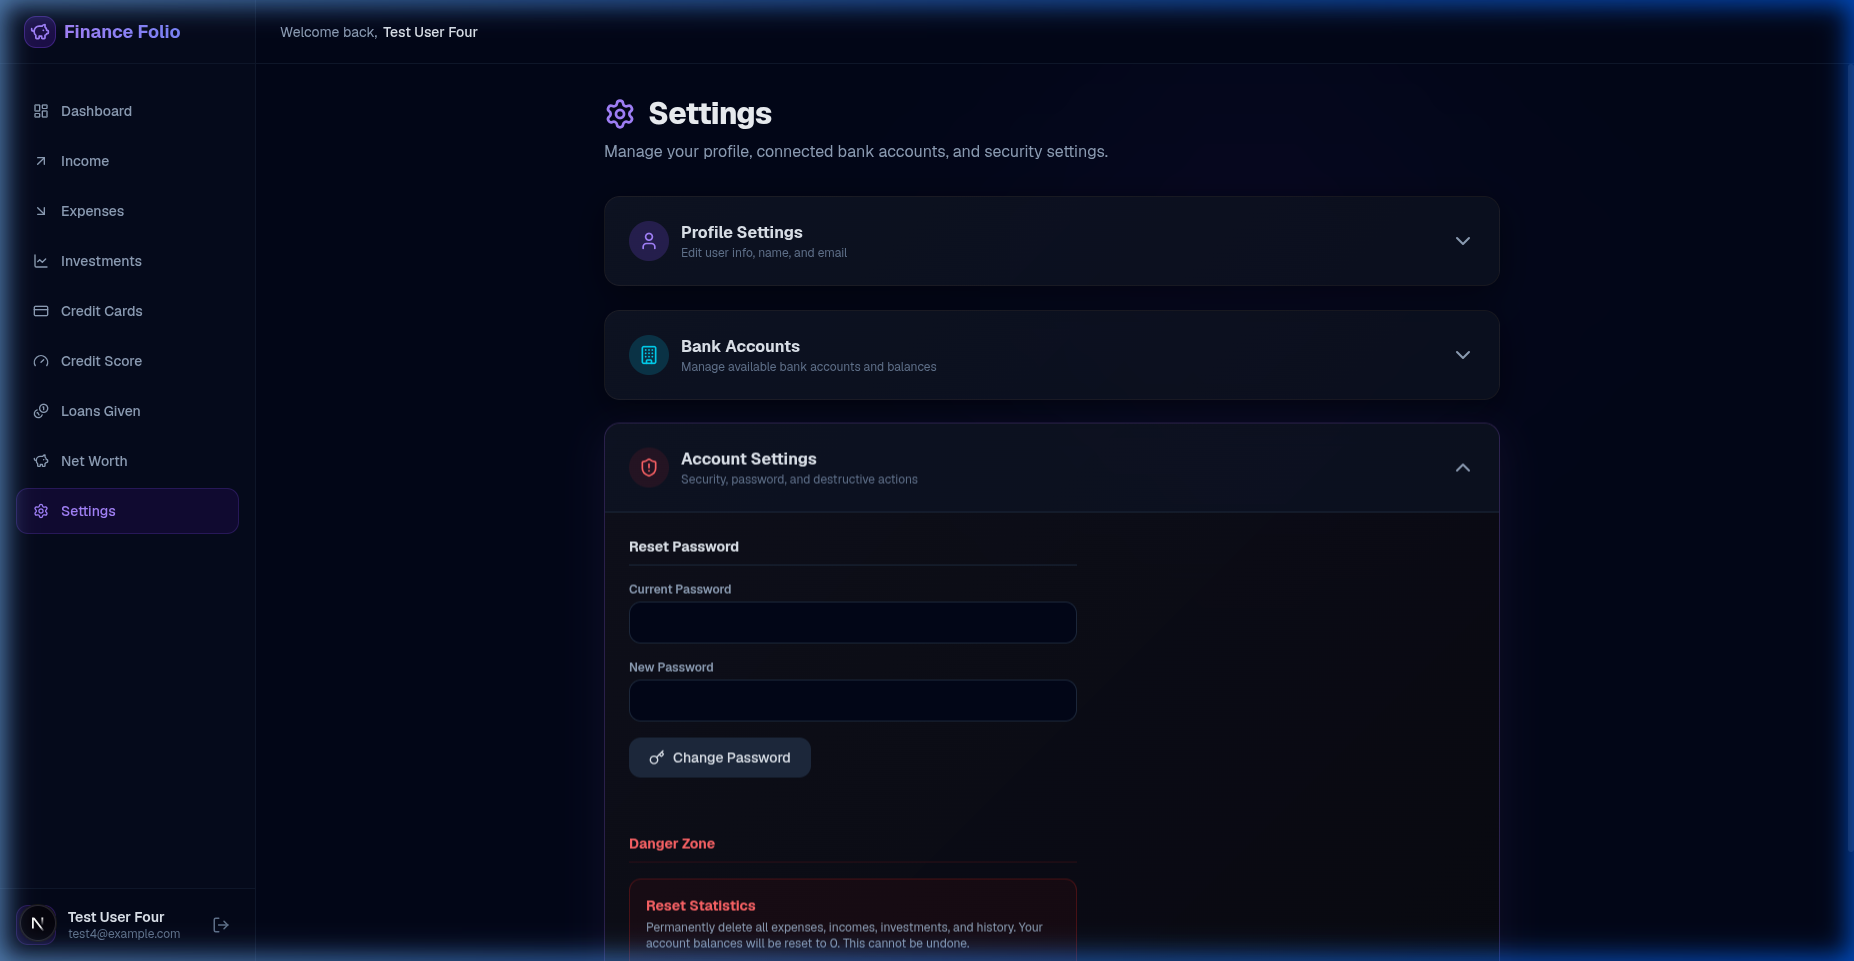 Finance Folio
Welcome back, Test User Four
Dashboard
Income
Expenses
Investments
Credit Cards
Credit Score
Loans Given
Net Worth
Settings
N
Test User Four
test4@example.com
Settings
Manage your profile, connected bank accounts, and security settings.
Profile Settings
Edit user info, name, and email
Bank Accounts
Manage available bank accounts and balances
Account Settings
Security, password, and destructive actions
Reset Password
Current Password
New Password
Change Password
Danger Zone
Reset Statistics
Permanently delete all expenses, incomes, investments, and history. Your
account balances will be reset to 0. This cannot be undone.